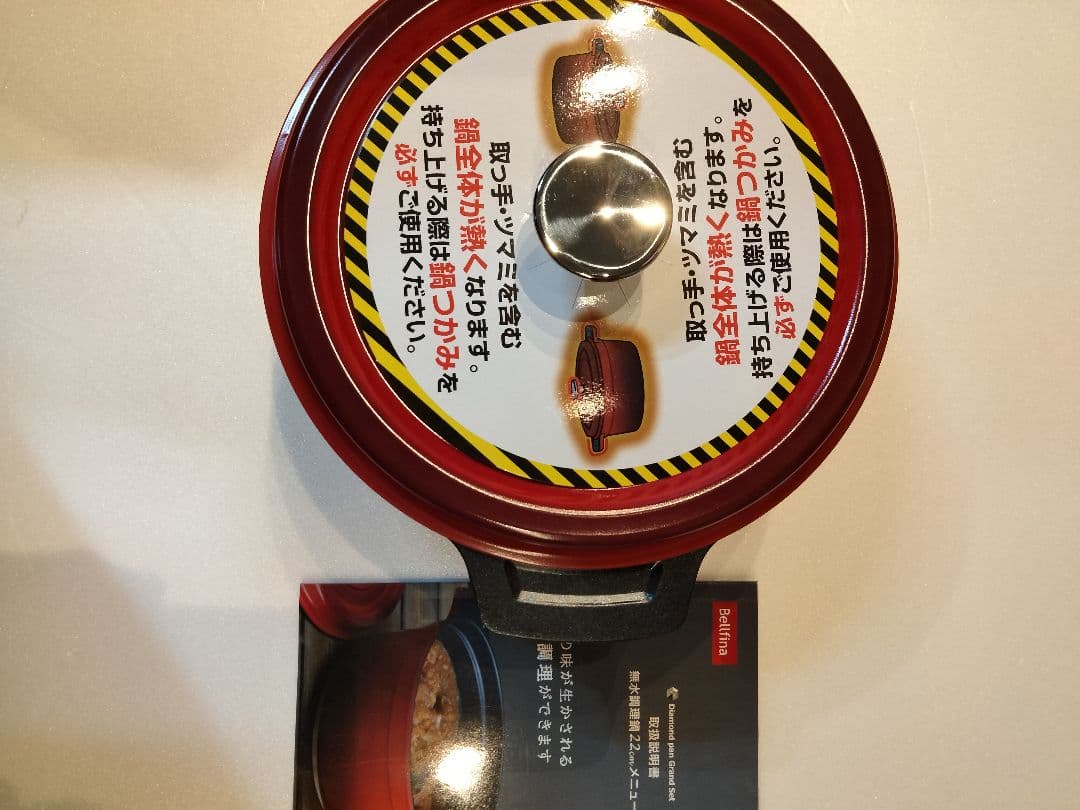 取っ手・ツマミを含む
鍋全体が熱くなります。
持ち上げる際は鍋つかみを
必ずご使用ください。
取っ手・ツマミを含む
鍋全体が熱くなります。
持ち上げる際は鍋つかみを
必ずご使用ください。
Bellfina
Diamond pan Grand Set
取扱説明書
無水調理鍋22cmメニュー
り味が生かされる
調理ができます